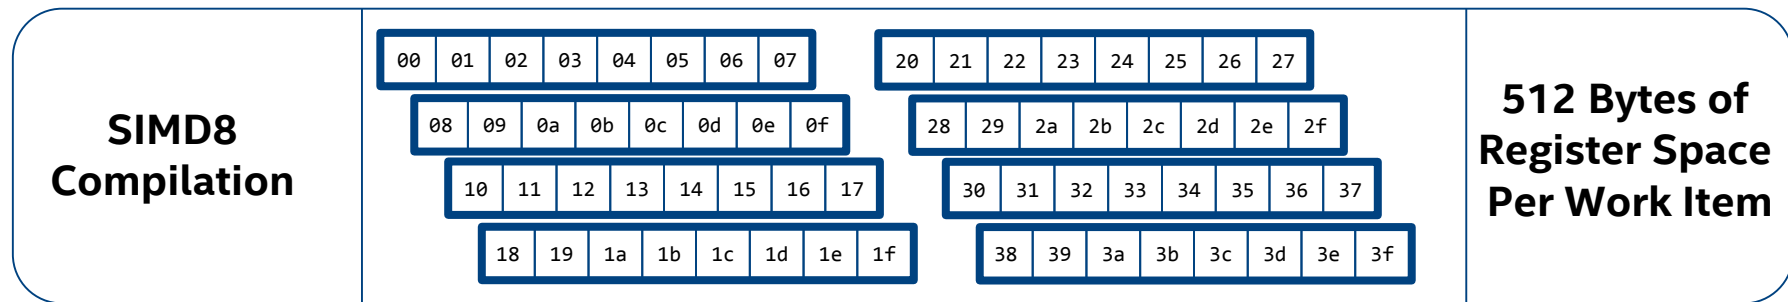 SIMD8
Compilation
00 01 02 03 04 05 06 07
08 09 0a 0b 0c 0d 0e 0f
10 11 12 13 14 15 16 17
18 19 1a 1b 1c 1d 1e 1f
20 21 22 23 24 25 26 27
28 29 2a 2b 2c 2d 2e 2f
30 31 32 33 34 35 36 37
38 39 3a 3b 3c 3d 3e 3f
512 Bytes of
Register Space
Per Work Item